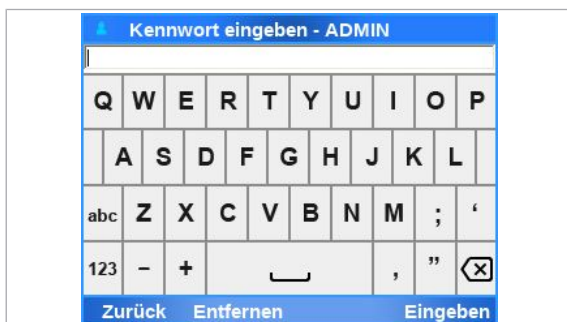 Kennwort eingeben - ADMIN
Q W E R T Y U I O P
A S D F G H J K L
abc Z X C V B N M ; ‘
123 - + , ”
Zurück Entfernen Eingeben